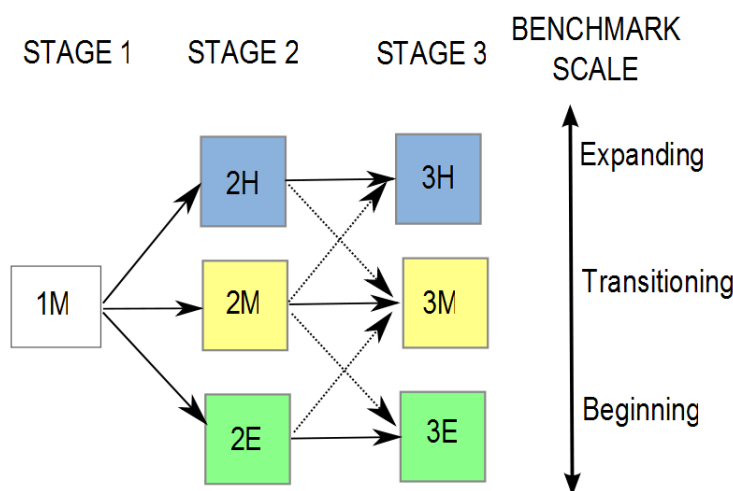 STAGE 1
STAGE 2
STAGE 3
BENCHMARK
SCALE
2H
3H
Expanding
1M
2M
3M
Transitioning
2E
3E
Beginning